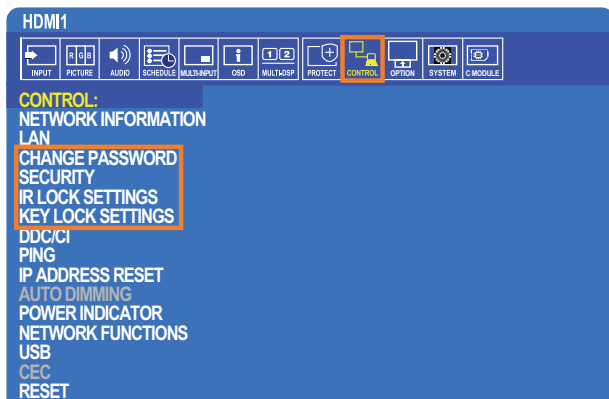 HDMI1
INPUT R G B PICTURE AUDIO SCHEDULE MULTI-INPUT i OSD 1 2 MULTI-DSP PROTECT CONTROL OPTION SYSTEM C MODULE
CONTROL:
NETWORK INFORMATION
LAN
CHANGE PASSWORD
SECURITY
IR LOCK SETTINGS
KEY LOCK SETTINGS
DDC/CI
PING
IP ADDRESS RESET
AUTO DIMMING
POWER INDICATOR
NETWORK FUNCTIONS
USB
CEC
RESET